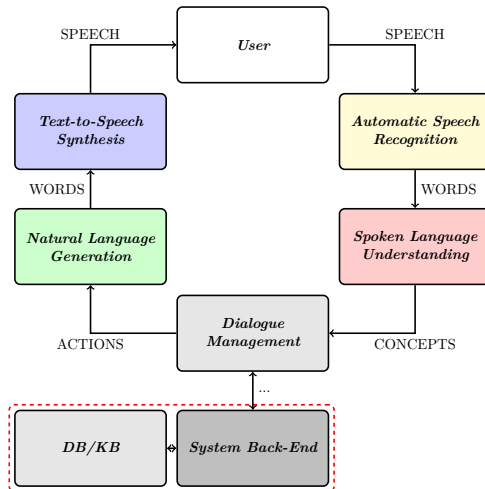 SPEECH
User
SPEECH
Text-to-Speech
Synthesis
Automatic Speech
Recognition
WORDS
WORDS
Natural Language
Generation
Spoken Language
Understanding
Dialogue
Management
ACTIONS
CONCEPTS
...
DB/KB
System Back-End